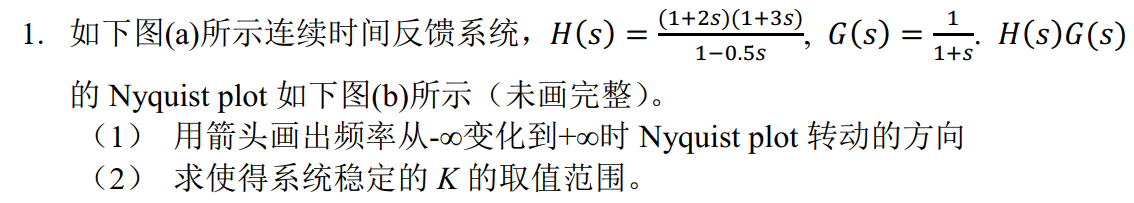 1. 如下图(a)所示连续时间反馈系统，$H(s) = \frac{(1+2s)(1+3s)}{1-0.5s}$, $G(s) = \frac{1}{1+s}$. $H(s)G(s)$
的 Nyquist plot 如下图(b)所示（未画完整）。
（1） 用箭头画出频率从-∞变化到+∞时 Nyquist plot 转动的方向
（2） 求使得系统稳定的 K 的取值范围。